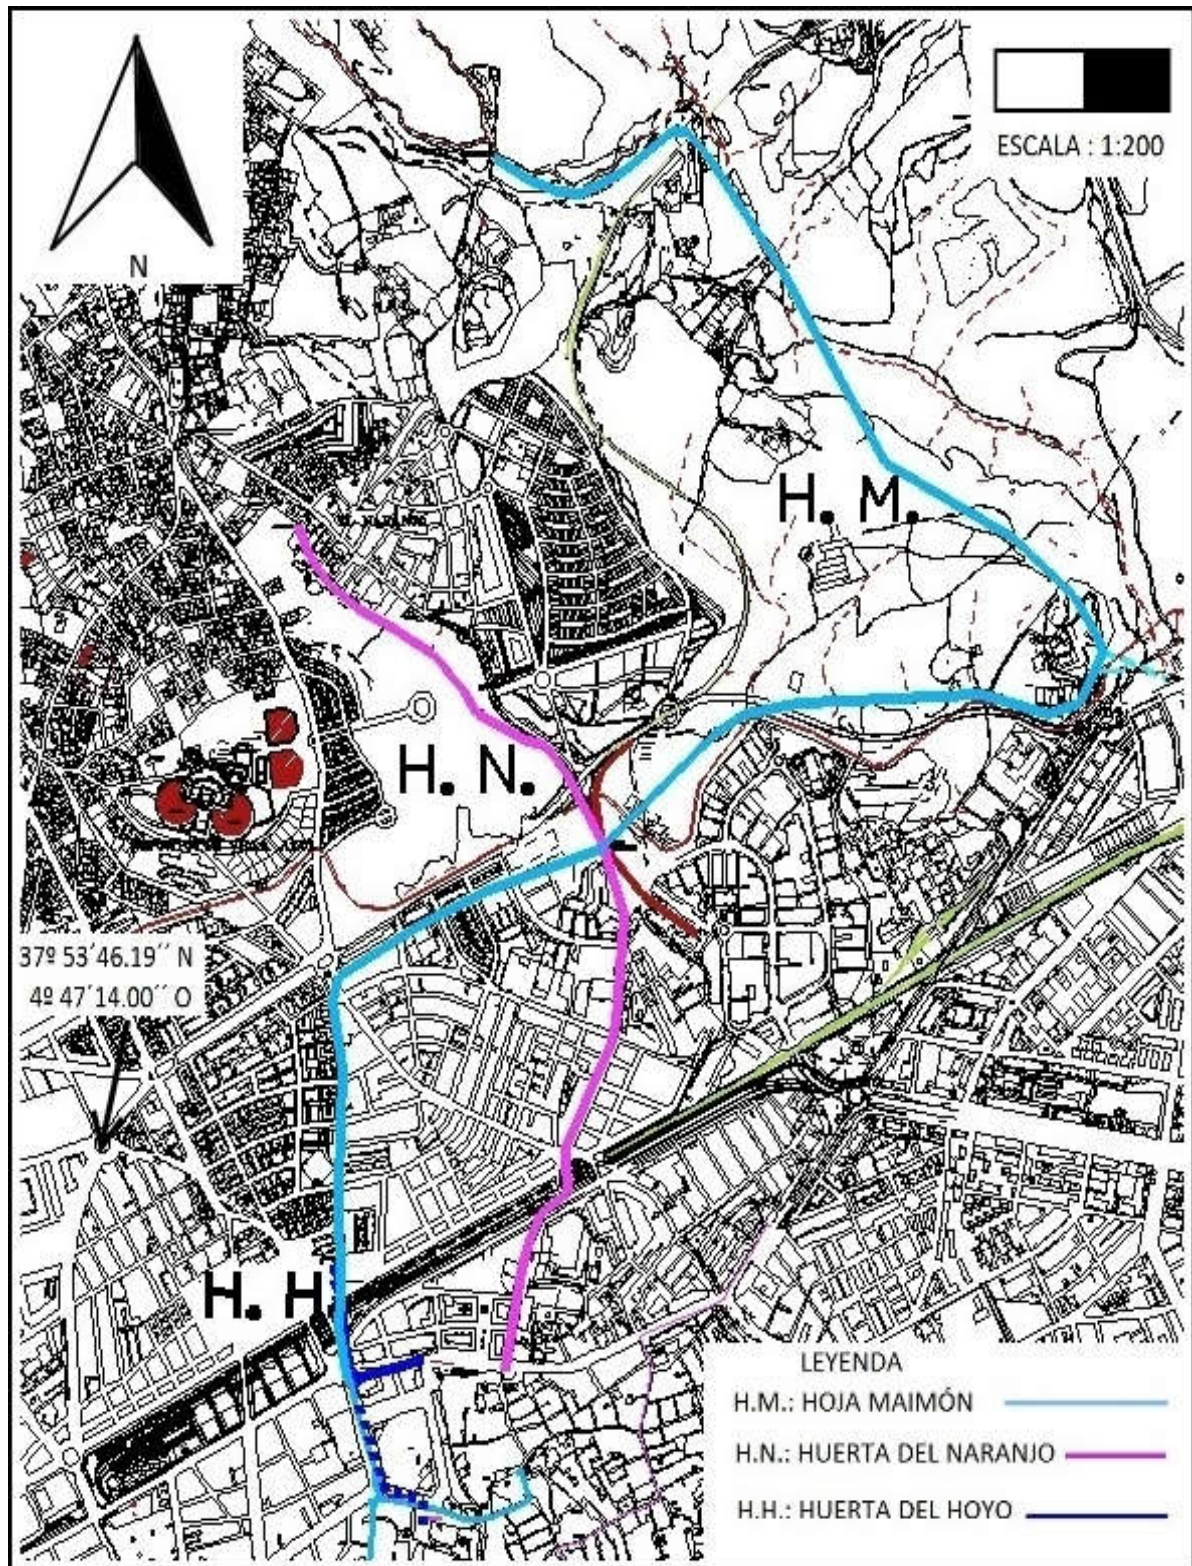 N
ESCALA : 1:200
H. M.
H. N.
37º 53´46.19´´ N
4º 47´14.00´´ O
H. H
LEYENDA
H.M.: HOJA MAIMÓN
H.N.: HUERTA DEL NARANJO
H.H.: HUERTA DEL HOYO